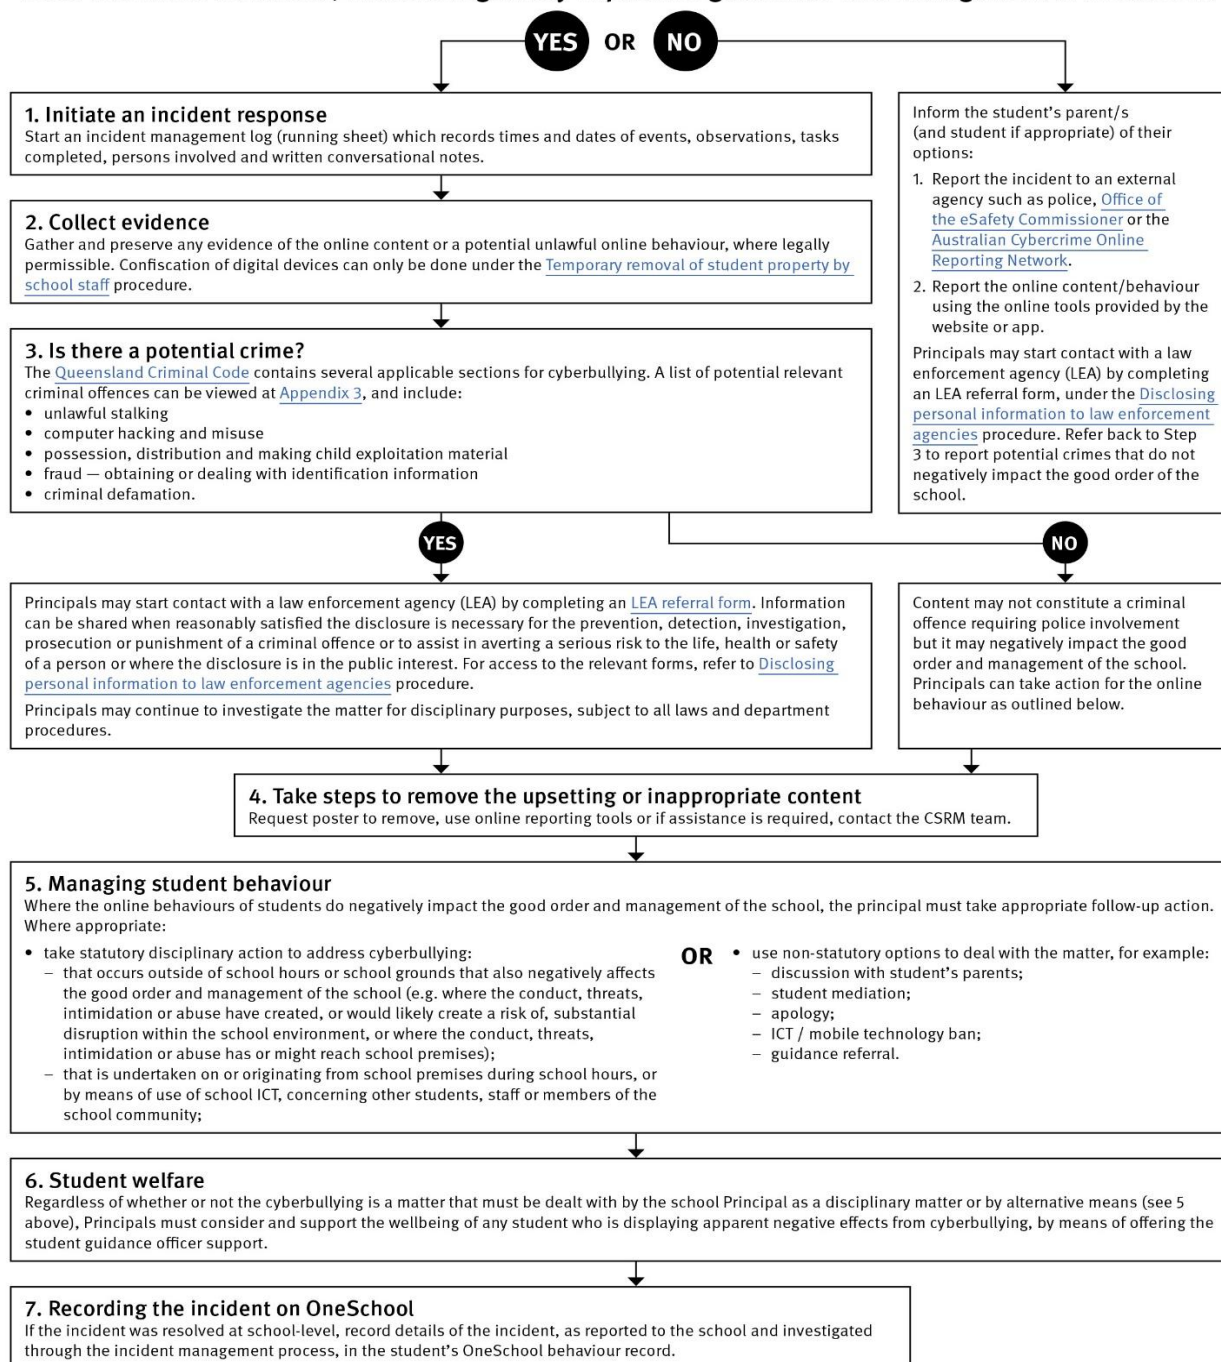 YES OR NO
1. Initiate an incident response
Start an incident management log (running sheet) which records times and dates of events, observations, tasks
completed, persons involved and written conversational notes.
2. Collect evidence
Gather and preserve any evidence of the online content or a potential unlawful online behaviour, where legally
permissible. Confiscation of digital devices can only be done under the Temporary removal of student property by
school staff procedure.
3. Is there a potential crime?
The Queensland Criminal Code contains several applicable sections for cyberbullying. A list of potential relevant
criminal offences can be viewed at Appendix 3, and include:
• unlawful stalking
• computer hacking and misuse
• possession, distribution and making child exploitation material
• fraud — obtaining or dealing with identification information
• criminal defamation.
Inform the student's parent/s
(and student if appropriate) of their
options:
1. Report the incident to an external
agency such as police, Office of
the eSafety Commissioner or the
Australian Cybercrime Online
Reporting Network.
2. Report the online content/behaviour
using the online tools provided by the
website or app.
Principals may start contact with a law
enforcement agency (LEA) by completing
an LEA referral form, under the Disclosing
personal information to law enforcement
agencies procedure. Refer back to Step
3 to report potential crimes that do not
negatively impact the good order of the
school.
YES
NO
Principals may start contact with a law enforcement agency (LEA) by completing an LEA referral form. Information
can be shared when reasonably satisfied the disclosure is necessary for the prevention, detection, investigation,
prosecution or punishment of a criminal offence or to assist in averting a serious risk to the life, health or safety
of a person or where the disclosure is in the public interest. For access to the relevant forms, refer to Disclosing
personal information to law enforcement agencies procedure.
Principals may continue to investigate the matter for disciplinary purposes, subject to all laws and department
procedures.
Content may not constitute a criminal
offence requiring police involvement
but it may negatively impact the good
order and management of the school.
Principals can take action for the online
behaviour as outlined below.
4. Take steps to remove the upsetting or inappropriate content
Request poster to remove, use online reporting tools or if assistance is required, contact the CSRM team.
5. Managing student behaviour
Where the online behaviours of students do negatively impact the good order and management of the school, the principal must take appropriate follow-up action.
Where appropriate:
• take statutory disciplinary action to address cyberbullying:
– that occurs outside of school hours or school grounds that also negatively affects
the good order and management of the school (e.g. where the conduct, threats,
intimidation or abuse have created, or would likely create a risk of, substantial
disruption within the school environment, or where the conduct, threats,
intimidation or abuse has or might reach school premises);
– that is undertaken on or originating from school premises during school hours, or
by means of use of school ICT, concerning other students, staff or members of the
school community;
OR
• use non-statutory options to deal with the matter, for example:
– discussion with student's parents;
– student mediation;
– apology;
– ICT / mobile technology ban;
– guidance referral.
6. Student welfare
Regardless of whether or not the cyberbullying is a matter that must be dealt with by the school Principal as a disciplinary matter or by alternative means (see 5
above), Principals must consider and support the wellbeing of any student who is displaying apparent negative effects from cyberbullying, by means of offering the
student guidance officer support.
7. Recording the incident on OneSchool
If the incident was resolved at school-level, record details of the incident, as reported to the school and investigated
through the incident management process, in the student's OneSchool behaviour record.